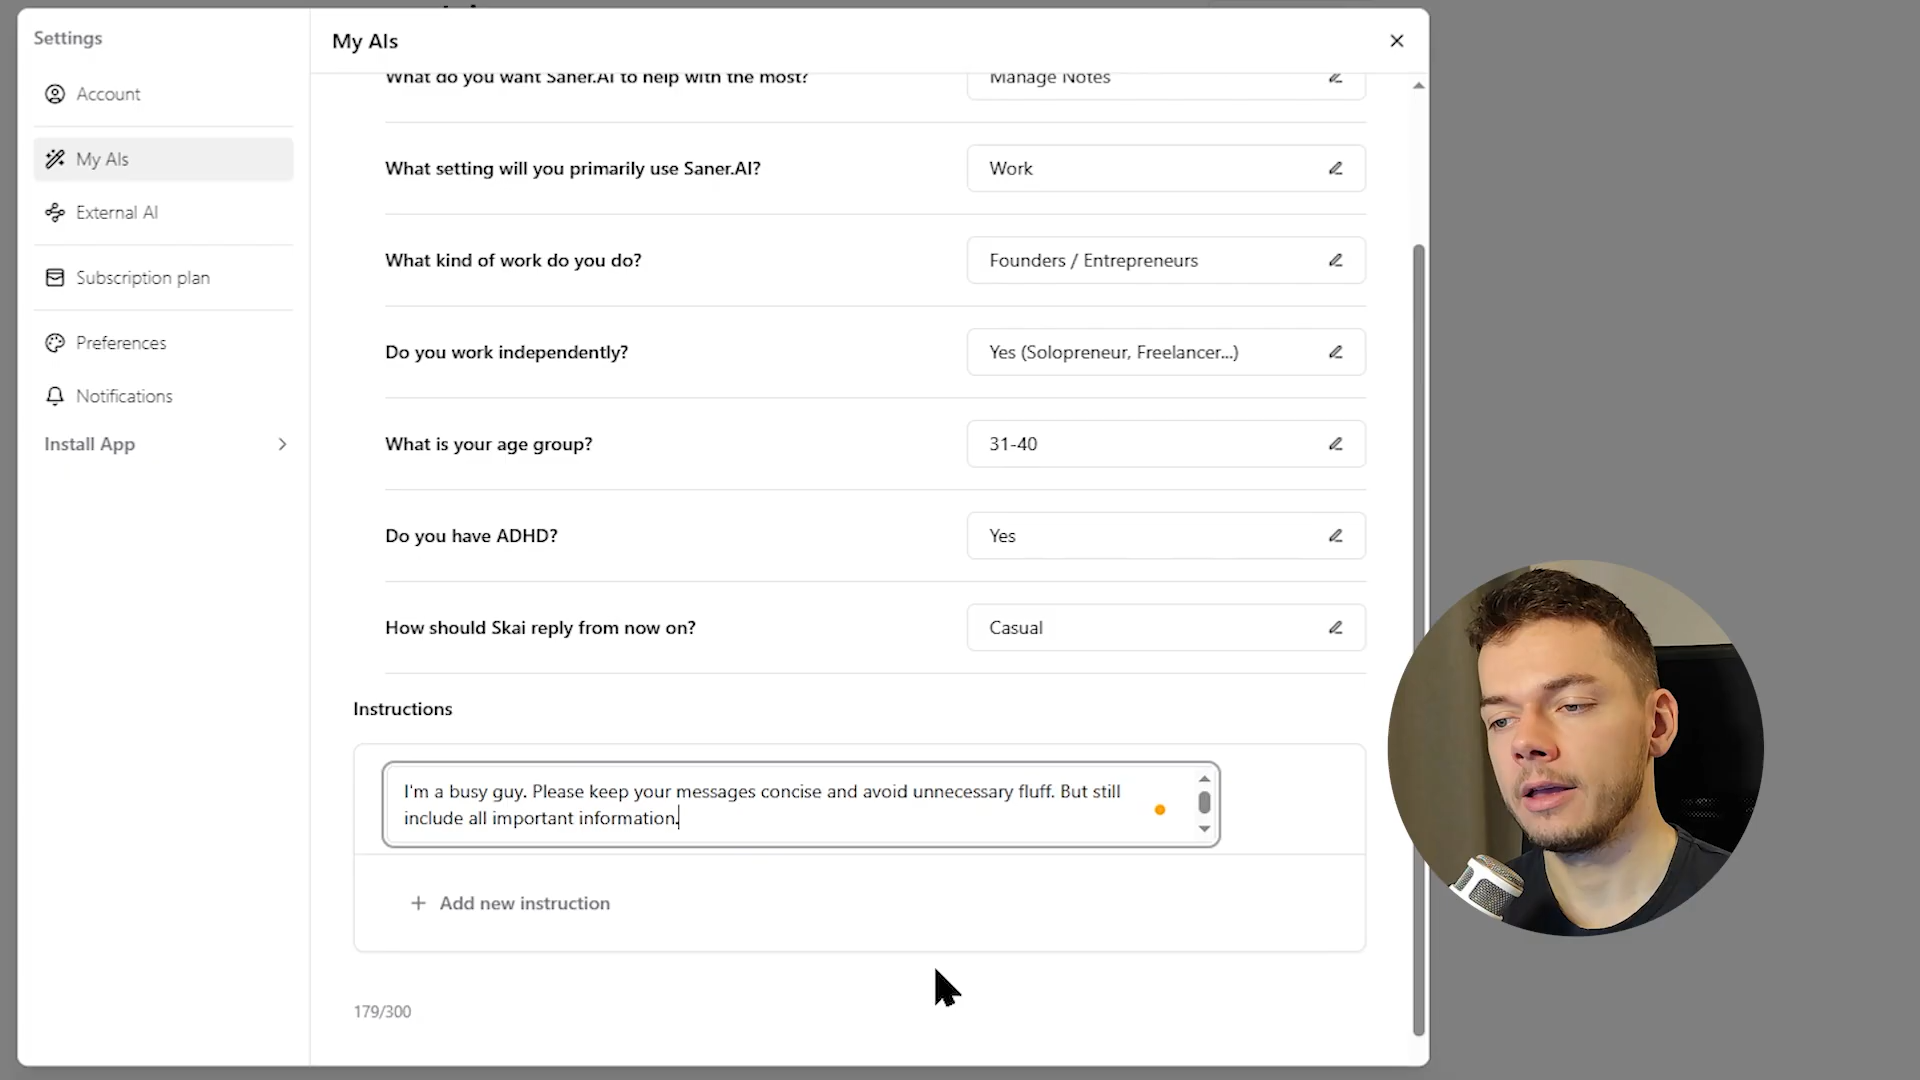 Settings
My AIs
Account
My AIs
External AI
Subscription plan
Preferences
Notifications
Install App
What do you want Saner.AI to help with the most?
Manage Notes
What setting will you primarily use Saner.AI?
Work
What kind of work do you do?
Founders / Entrepreneurs
Do you work independently?
Yes (Solopreneur, Freelancer...)
What is your age group?
31-40
Do you have ADHD?
Yes
How should Skai reply from now on?
Casual
Instructions
I'm a busy guy. Please keep your messages concise and avoid unnecessary fluff. But still
include all important information.
+ Add new instruction
179/300